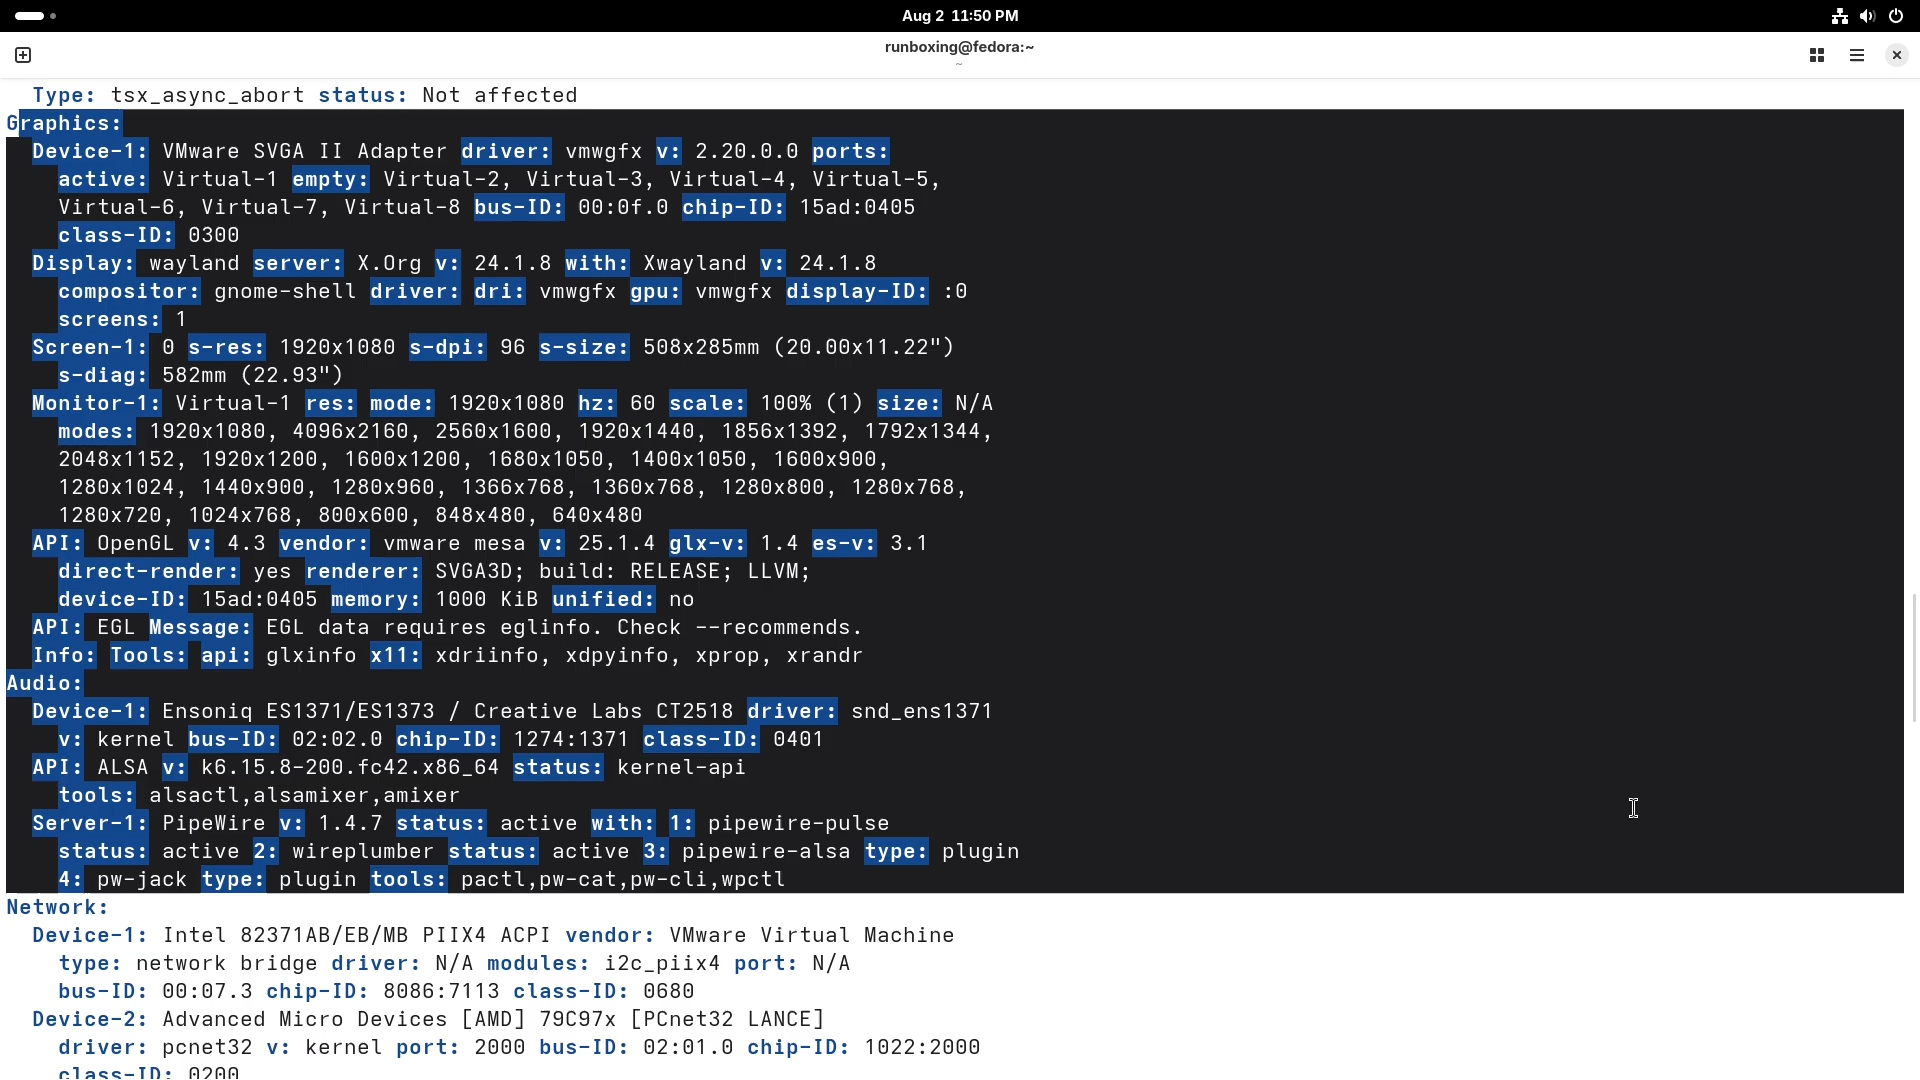 Aug 2  11:50 PM
runboxing@fedora:~
~
Type: tsx_async_abort status: Not affected
Graphics:
Device-1: VMware SVGA II Adapter driver: vmwgfx v: 2.20.0.0 ports:
active: Virtual-1 empty: Virtual-2, Virtual-3, Virtual-4, Virtual-5,
Virtual-6, Virtual-7, Virtual-8 bus-ID: 00:0f.0 chip-ID: 15ad:0405
class-ID: 0300
Display: wayland server: X.Org v: 24.1.8 with: Xwayland v: 24.1.8
compositor: gnome-shell driver: dri: vmwgfx gpu: vmwgfx display-ID: :0
screens: 1
Screen-1: 0 s-res: 1920x1080 s-dpi: 96 s-size: 508x285mm (20.00x11.22")
s-diag: 582mm (22.93")
Monitor-1: Virtual-1 res: mode: 1920x1080 hz: 60 scale: 100% (1) size: N/A
modes: 1920x1080, 4096x2160, 2560x1600, 1920x1440, 1856x1392, 1792x1344,
2048x1152, 1920x1200, 1600x1200, 1680x1050, 1400x1050, 1600x900,
1280x1024, 1440x900, 1280x960, 1366x768, 1360x768, 1280x800, 1280x768,
1280x720, 1024x768, 800x600, 848x480, 640x480
API: OpenGL v: 4.3 vendor: vmware mesa v: 25.1.4 glx-v: 1.4 es-v: 3.1
direct-render: yes renderer: SVGA3D; build: RELEASE; LLVM;
device-ID: 15ad:0405 memory: 1000 KiB unified: no
API: EGL Message: EGL data requires eglinfo. Check --recommends.
Info: Tools: api: glxinfo x11: xdriinfo, xdpyinfo, xprop, xrandr
Audio:
Device-1: Ensoniq ES1371/ES1373 / Creative Labs CT2518 driver: snd_ens1371
v: kernel bus-ID: 02:02.0 chip-ID: 1274:1371 class-ID: 0401
API: ALSA v: k6.15.8-200.fc42.x86_64 status: kernel-api
tools: alsactl,alsamixer,amixer
Server-1: PipeWire v: 1.4.7 status: active with: 1: pipewire-pulse
status: active 2: wireplumber status: active 3: pipewire-alsa type: plugin
4: pw-jack type: plugin tools: pactl,pw-cat,pw-cli,wpctl
Network:
Device-1: Intel 82371AB/EB/MB PIIX4 ACPI vendor: VMware Virtual Machine
type: network bridge driver: N/A modules: i2c_piix4 port: N/A
bus-ID: 00:07.3 chip-ID: 8086:7113 class-ID: 0680
Device-2: Advanced Micro Devices [AMD] 79C97x [PCnet32 LANCE]
driver: pcnet32 v: kernel port: 2000 bus-ID: 02:01.0 chip-ID: 1022:2000
class-ID: 0200